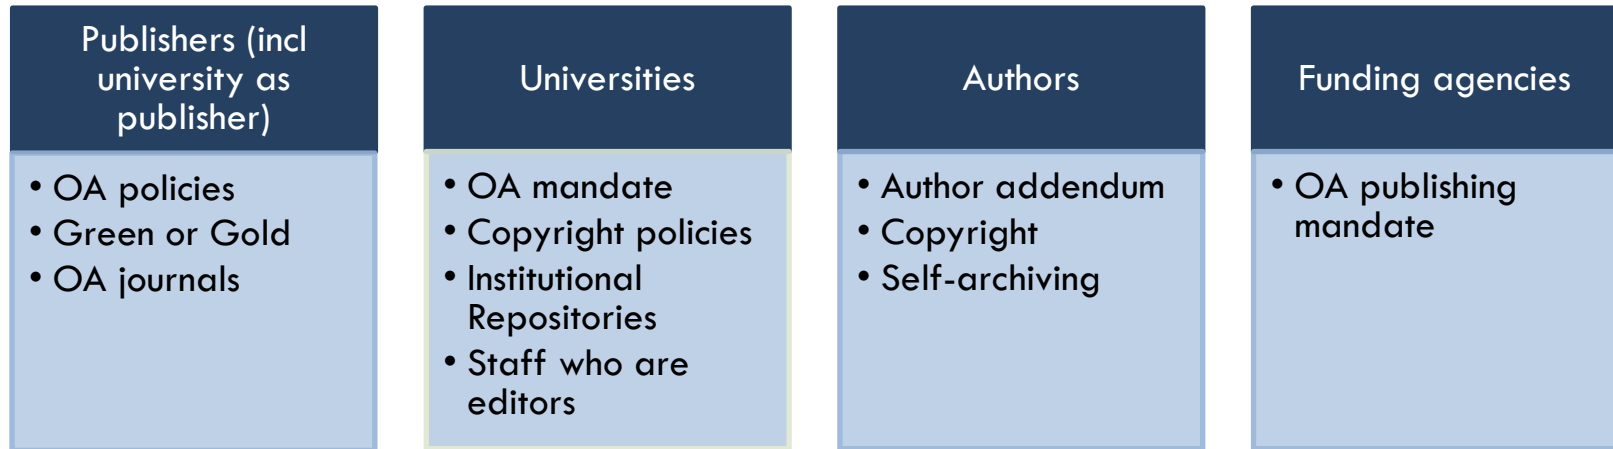 Publishers (incl
university as
publisher)
• OA policies
• Green or Gold
• OA journals
Universities
• OA mandate
• Copyright policies
• Institutional
Repositories
• Staff who are
editors
Authors
• Author addendum
• Copyright
• Self-archiving
Funding agencies
• OA publishing
mandate